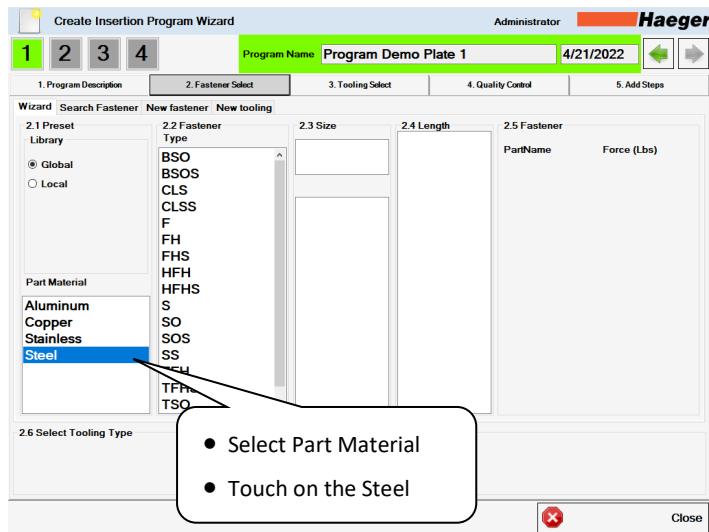 Create Insertion Program Wizard
Administrator
Haeger
1 2 3 4
Program Name Program Demo Plate 1 4/21/2022
1. Program Description 2. Fastener Select 3. Tooling Select 4. Quality Control 5. Add Steps
Wizard Search Fastener New fastener New tooling
2.1 Preset
Library
Global
Local
Part Material
Aluminum
Copper
Stainless
Steel
2.2 Fastener
Type
BSO
BSOS
CLS
CLSS
F
FH
FHS
HFH
HFHS
S
SO
SOS
SS
TFHS
TSO
2.3 Size
2.4 Length
2.5 Fastener
PartName Force (Lbs)
2.6 Select Tooling Type
• Select Part Material
• Touch on the Steel
Close